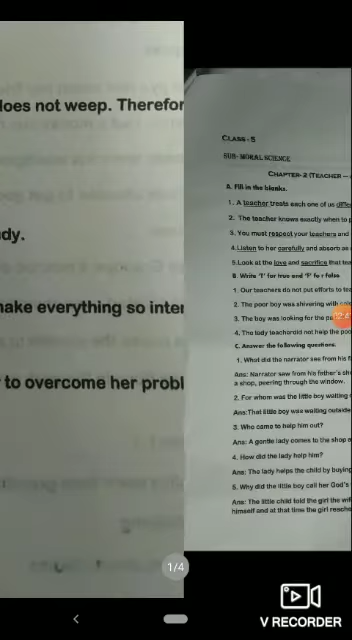 does not weep. Therefor
dy.
make everything so inter
to overcome her probl
CLASS - 5
SUB- MORAL SCIENCE
CHAPTER- 2 (TEACHER –
A. Fill in the blanks.
1. A teacher treats each one of us
2. The teacher knows exactly when to p
3. You must respect your teachers and
4.Listen to her carefully and absorb as
5.Look at the love and sacrifice that tea
B. Write 'T' for true and 'F' for false
1. Our teachers do not put efforts to
2. The poor boy was shivering with
3. The boy was looking for the
4. The lady teacher did not help the poo
C. Answer the following questions.
1. What did the narrator see from his f
Ans: Narrator saw from his father's sh
a shop, peering through the window.
2. For whom was the little boy waiting
Ans:That little boy was waiting outside
3. Who came to help him out?
Ans: A gentle lady comes to the shop a
4. How did the lady help him?
Ans: The lady helps the child by buying
5. Why did the little boy call her God's
Ans: The little child told the girl the wif
himself and at that time the girl reache
1/4
V RECORDER